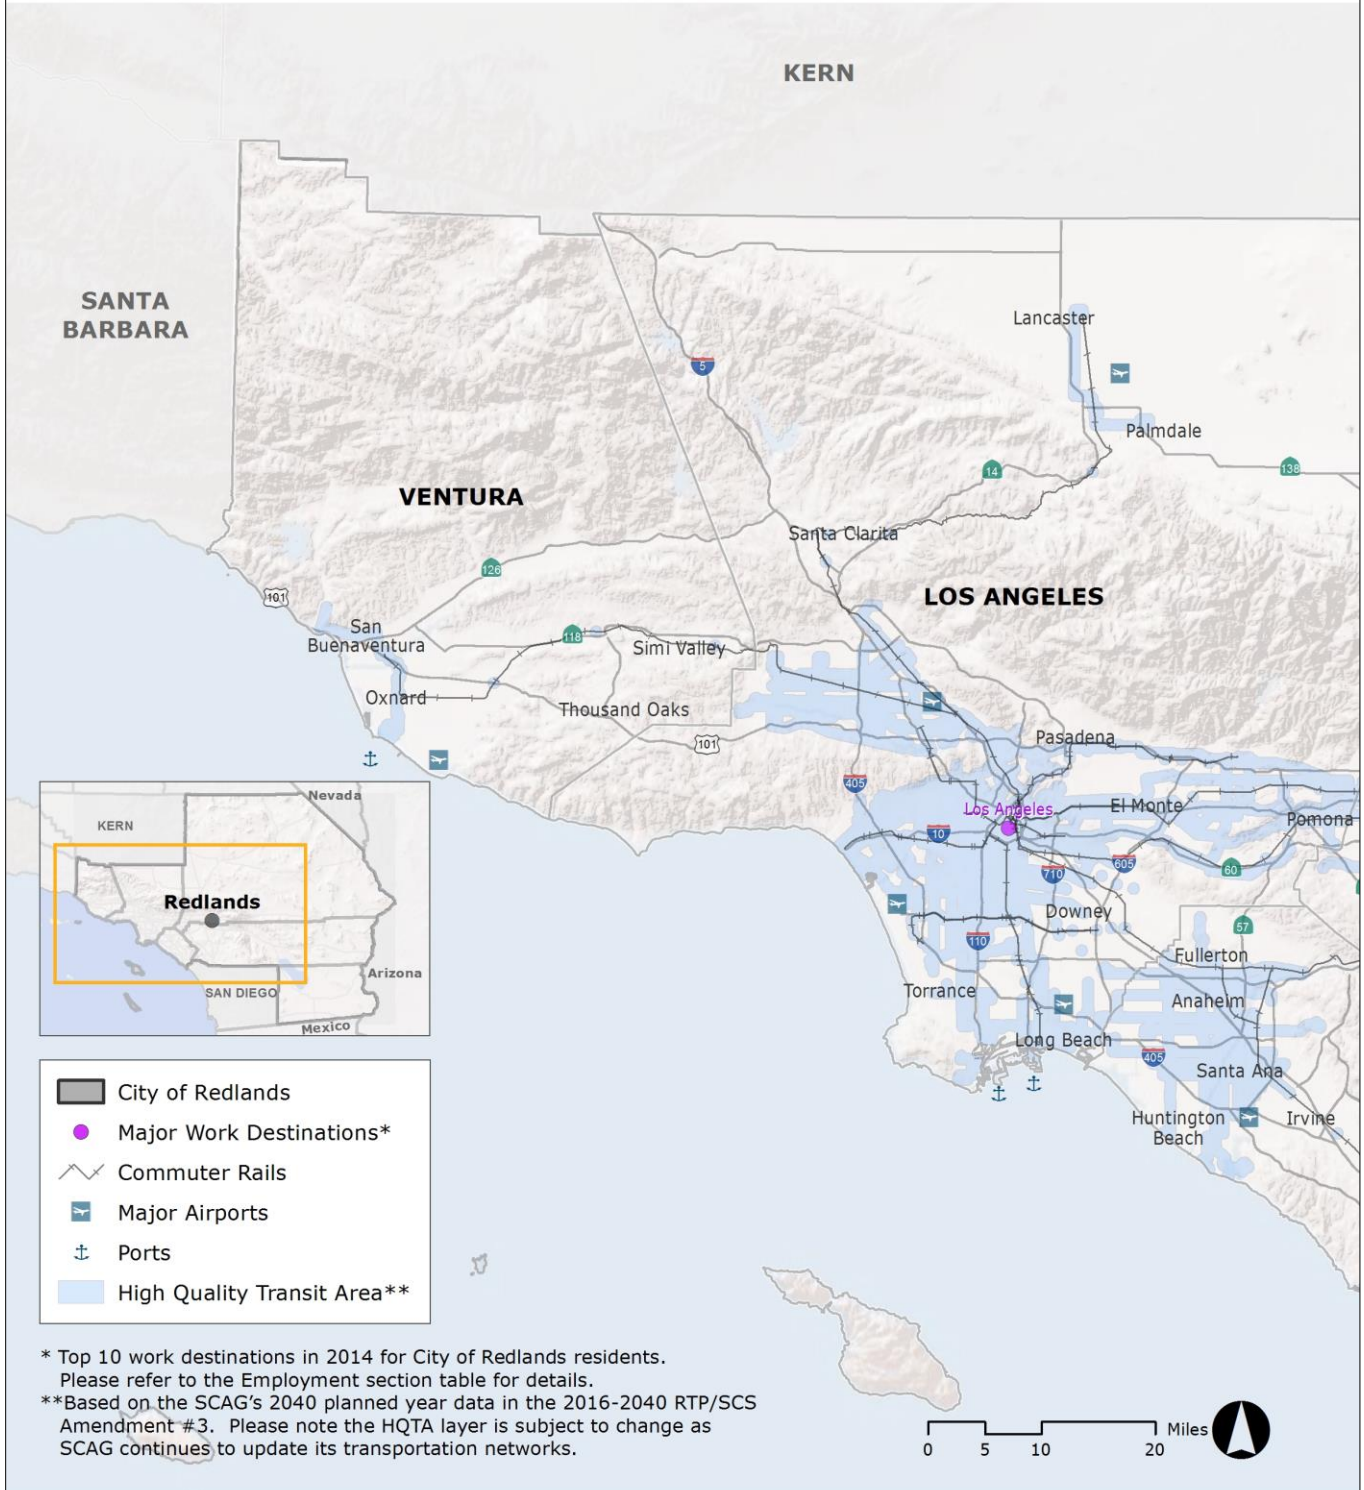 KERN
SANTA
BARBARA
Lancaster
5
Palmdale
14
138
VENTURA
Santa Clarita
126
LOS ANGELES
101
San
Buenaventura
118
Simi Valley
Oxnard
Thousand Oaks
101
Pasadena
405
Los Angeles
El Monte
Pomona
10
605
60
710
Downey
57
110
Fullerton
Torrance
Anaheim
Long Beach
405
Santa Ana
Huntington
Beach
Irvine
Nevada
KERN
Redlands
Arizona
SAN DIEGO
Mexico
City of Redlands
Major Work Destinations*
Commuter Rails
Major Airports
Ports
High Quality Transit Area**
* Top 10 work destinations in 2014 for City of Redlands residents.
Please refer to the Employment section table for details.
**Based on the SCAG's 2040 planned year data in the 2016-2040 RTP/SCS
Amendment #3. Please note the HQTA layer is subject to change as
SCAG continues to update its transportation networks.
Miles
0 5 10 20